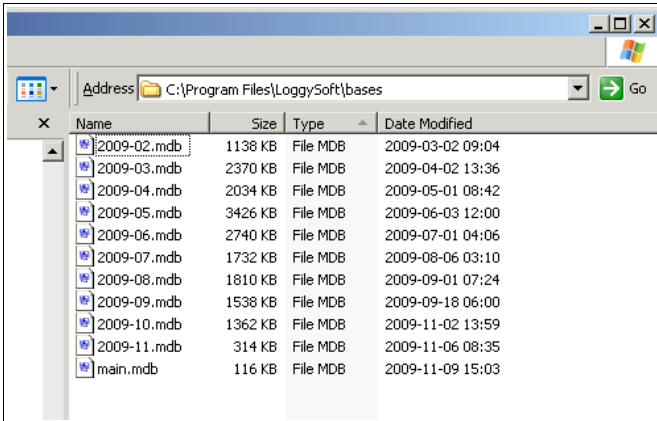 Address C:\Program Files\LoggySoft\bases Go
Name Size Type Date Modified
2009-02.mdb 1138 KB File MDB 2009-03-02 09:04
2009-03.mdb 2370 KB File MDB 2009-04-02 13:36
2009-04.mdb 2034 KB File MDB 2009-05-01 08:42
2009-05.mdb 3426 KB File MDB 2009-06-03 12:00
2009-06.mdb 2740 KB File MDB 2009-07-01 04:06
2009-07.mdb 1732 KB File MDB 2009-08-06 03:10
2009-08.mdb 1810 KB File MDB 2009-09-01 07:24
2009-09.mdb 1538 KB File MDB 2009-09-18 06:00
2009-10.mdb 1362 KB File MDB 2009-11-02 13:59
2009-11.mdb 314 KB File MDB 2009-11-06 08:35
main.mdb 116 KB File MDB 2009-11-09 15:03